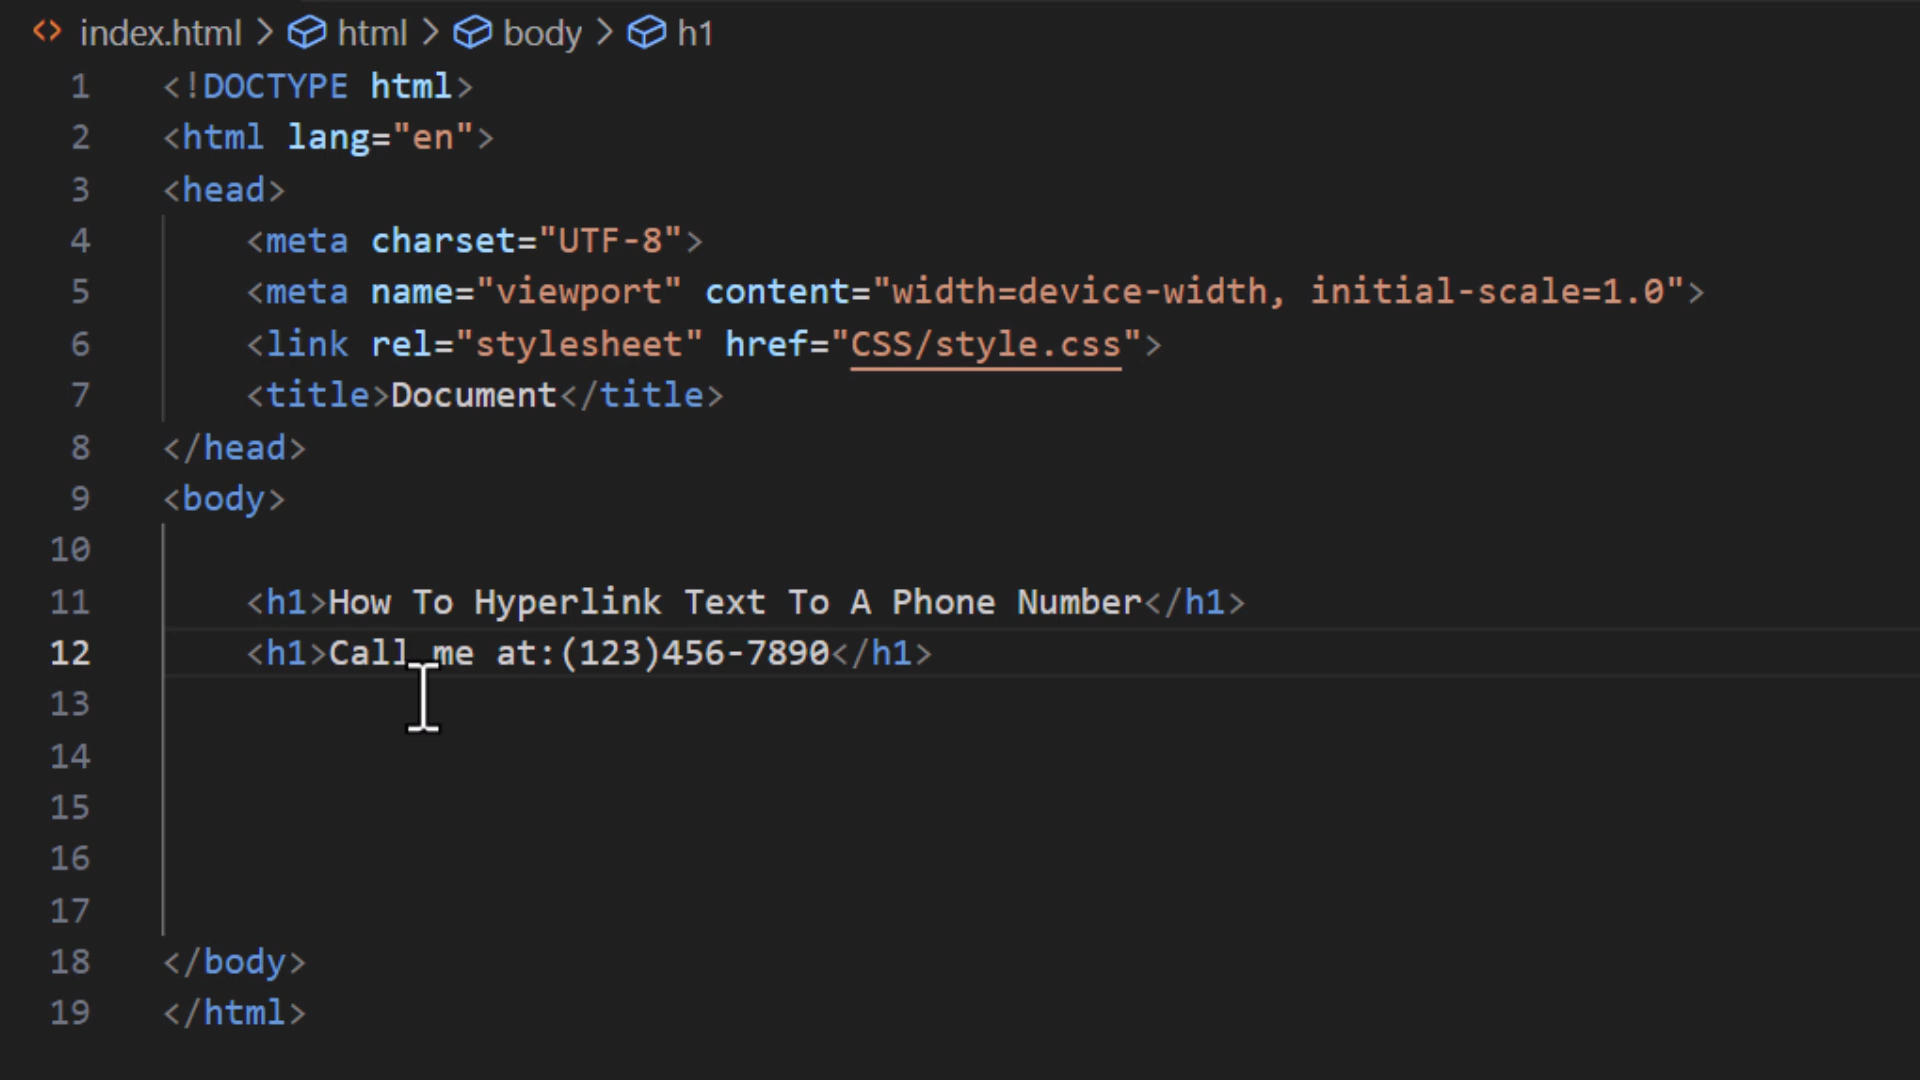 <> index.html > html > body > h1
1 <!DOCTYPE html>
2 <html lang="en">
3 <head>
4     <meta charset="UTF-8">
5     <meta name="viewport" content="width=device-width, initial-scale=1.0">
6     <link rel="stylesheet" href="CSS/style.css">
7     <title>Document</title>
8 </head>
9 <body>
10
11     <h1>How To Hyperlink Text To A Phone Number</h1>
12     <h1>Call me at:(123)456-7890</h1>
13
14
15
16
17
18 </body>
19 </html>